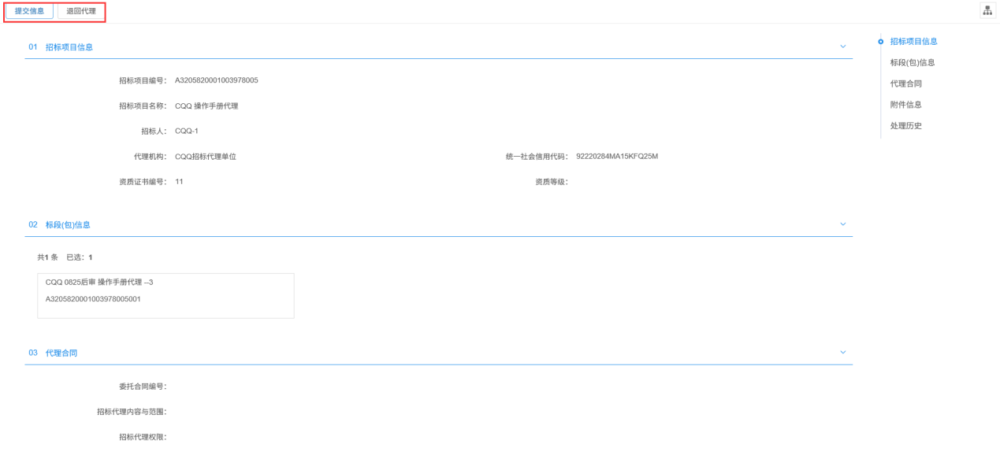 提交信息 退回代理
01 招标项目信息
招标项目编号： A3205820001003978005
招标项目名称： CQQ 操作手册代理
招标人： CQQ-1
代理机构： CQQ招标代理单位 统一社会信用代码： 92220284MA15KFQ25M
资质证书编号： 11 资质等级：
02 标段(包)信息
共1 条 已选：1
CQQ 0825后审 操作手册代理 --3
A3205820001003978005001
03 代理合同
委托合同编号：
招标代理内容与范围：
招标代理权限：
招标项目信息
标段(包)信息
代理合同
附件信息
处理历史